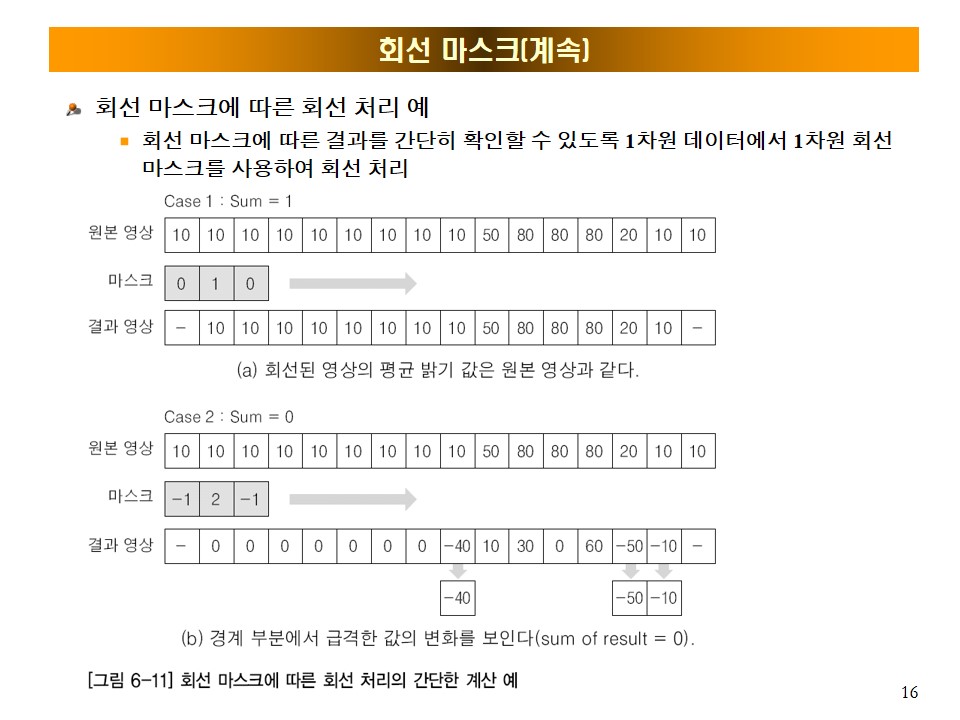 회선 마스크(계속)
회선 마스크에 따른 회선 처리 예
회선 마스크에 따른 결과를 간단히 확인할 수 있도록 1차원 데이터에서 1차원 회선
마스크를 사용하여 회선 처리
Case 1 : Sum = 1
원본 영상 10 10 10 10 10 10 10 10 10 50 80 80 80 20 10 10
마스크 0 1 0
결과 영상 - 10 10 10 10 10 10 10 10 50 80 80 80 20 10 -
(a) 회선된 영상의 평균 밝기 값은 원본 영상과 같다.
Case 2 : Sum = 0
원본 영상 10 10 10 10 10 10 10 10 10 50 80 80 80 20 10 10
마스크 -1 2 -1
결과 영상 - 0 0 0 0 0 0 0 -40 10 30 0 60 -50 -10 -
-40 -50 -10
(b) 경계 부분에서 급격한 값의 변화를 보인다(sum of result = 0).
[그림 6-11] 회선 마스크에 따른 회선 처리의 간단한 계산 예
16